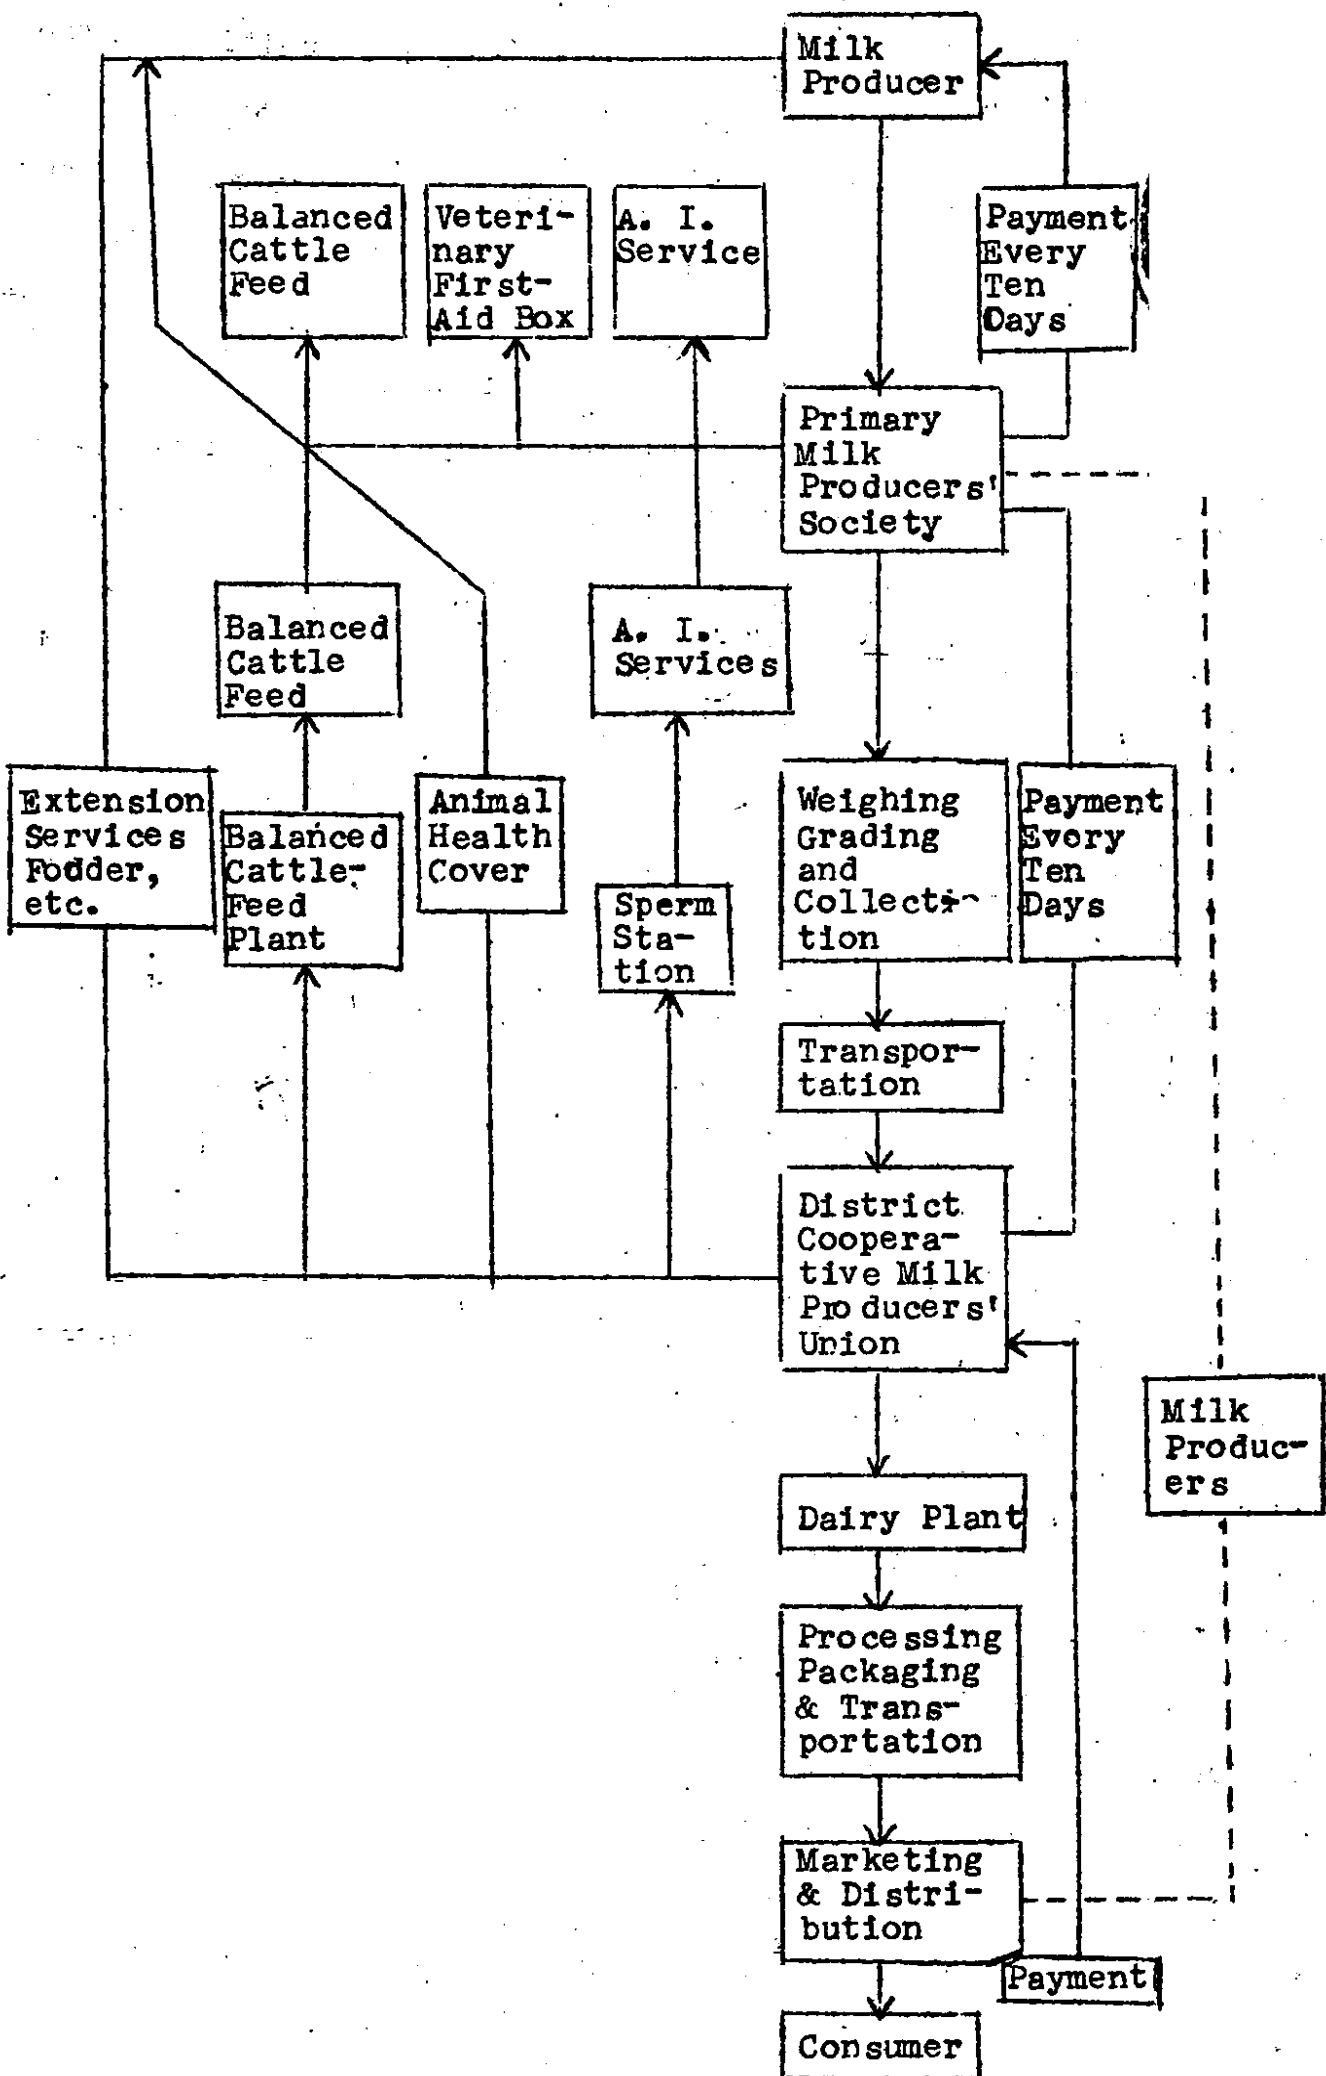 Milk
Producer
Balanced
Cattle
Feed
Veteri-
nary
First-
Aid Box
A. I.
Service
Payment
Every
Ten
Days
Primary
Milk
Producers'
Society
Balanced
Cattle
Feed
A. I.
Services
Extension
Services
Fodder,
etc.
Balanced
Cattle-
Feed
Plant
Animal
Health
Cover
Sperm
Sta-
tion
Weighing
Grading
and
Collecti-
tion
Payment
Every
Ten
Days
Transpor-
tation
District
Coopera-
tive Milk
Producers'
Union
Milk
Produc-
ers
Dairy Plant
Processing
Packaging
& Trans-
portation
Marketing
& Distri-
bution
Payment
Consumer